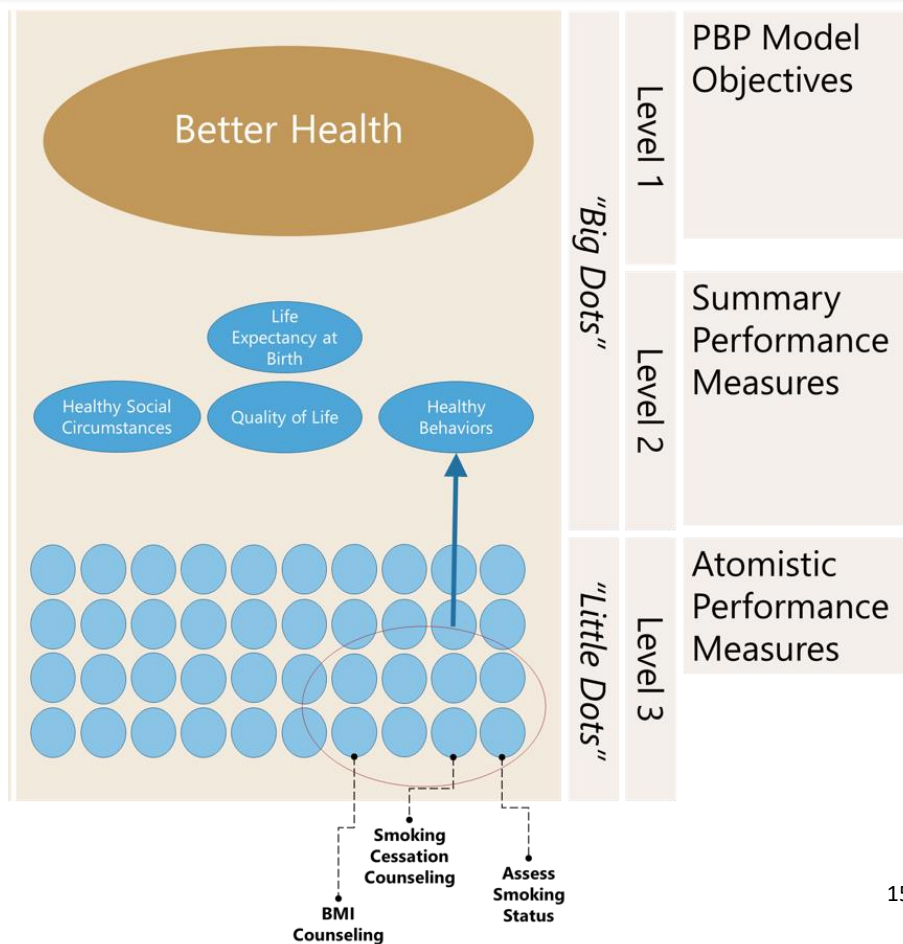 Better Health
Life
Expectancy at
Birth
Healthy Social
Circumstances
Quality of Life
Healthy
Behaviors
"Big Dots"
"Little Dots"
Level 1
Level 2
Level 3
PBP Model
Objectives
Summary
Performance
Measures
Atomistic
Performance
Measures
Smoking
Cessation
Counseling
BMI
Counseling
Assess
Smoking
Status
15